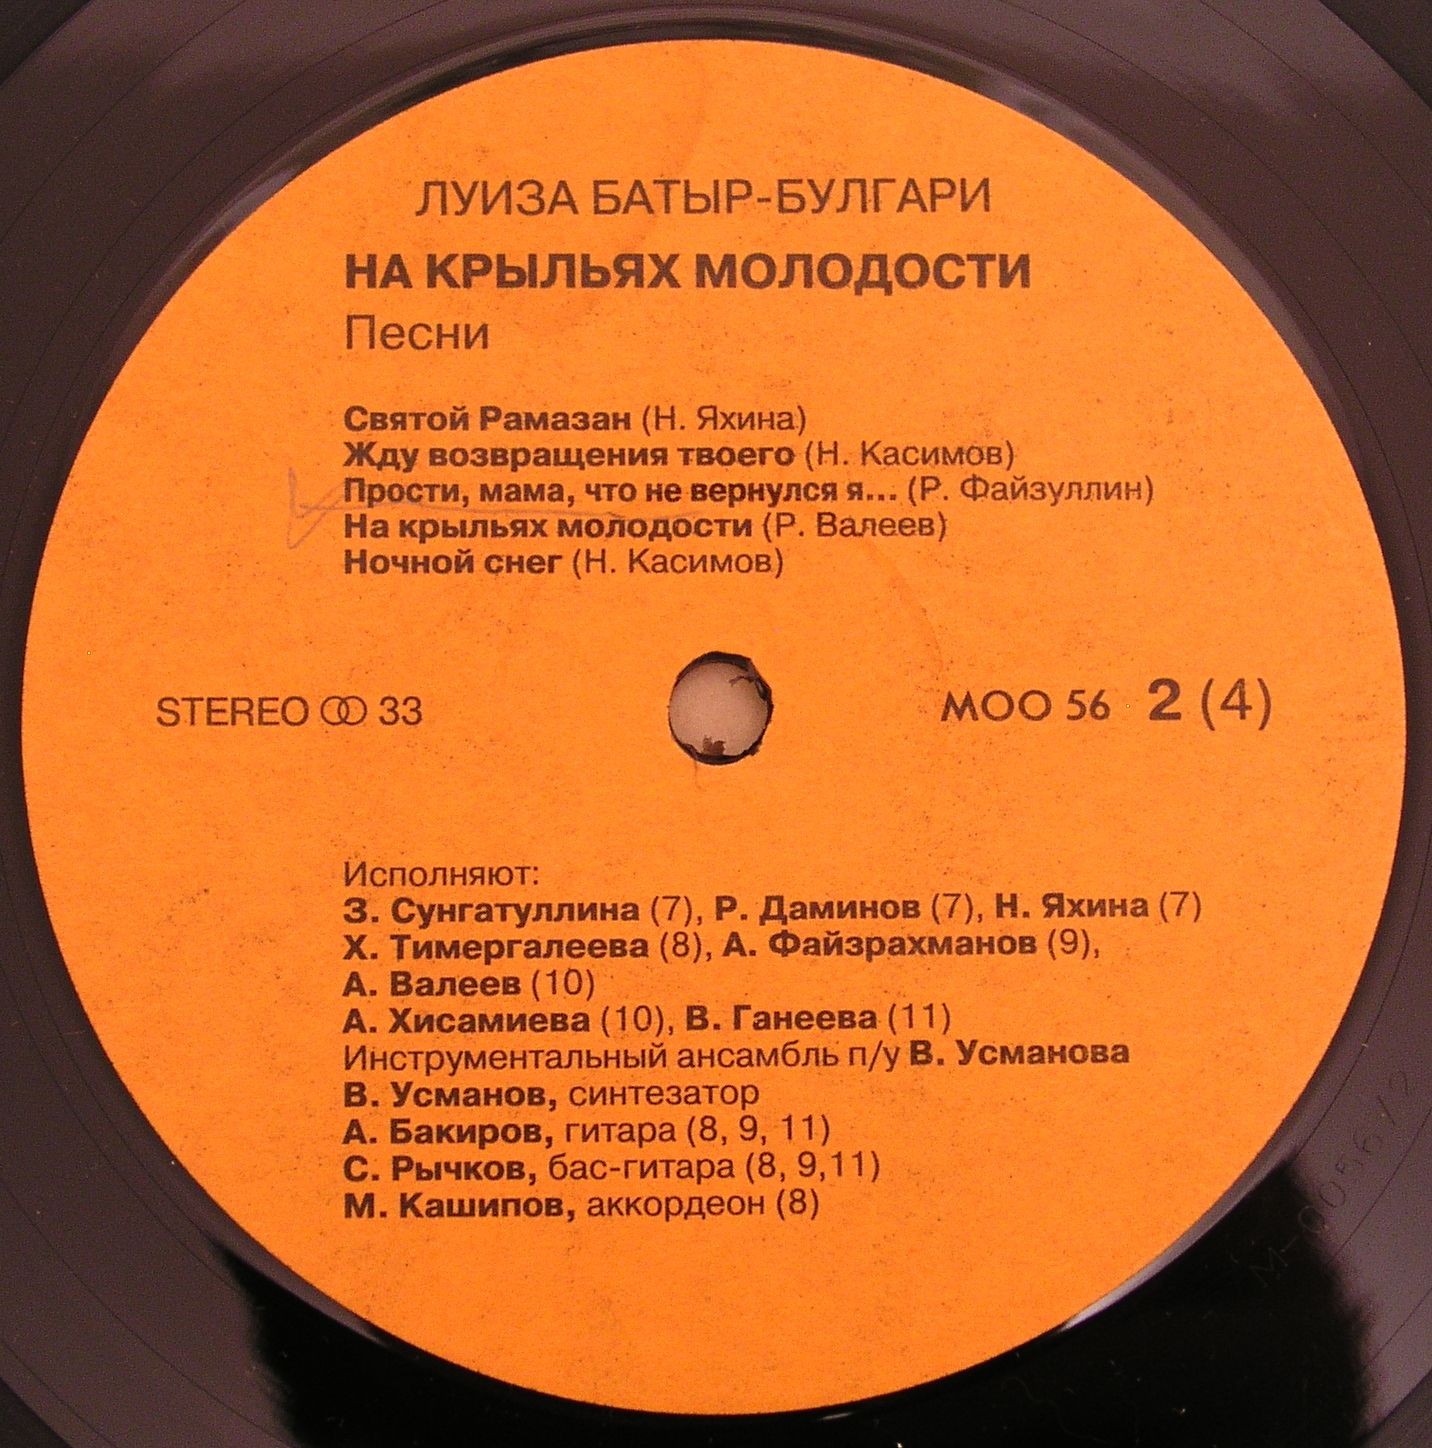 ЛУИЗА БАТЫР-БУЛГАРИ
НА КРЫЛЬЯХ МОЛОДОСТИ
Песни
Святой Рамазан (Н. Яхина)
Жду возвращения твоего (Н. Касимов)
Прости, мама, что не вернулся я... (Р. Файзуллин)
На крыльях молодости (Р. Валеев)
Ночной снег (Н. Касимов)
STEREO 33
МОО 56 2 (4)
Исполняют:
З. Сунгатуллина (7), Р. Даминов (7), Н. Яхина (7)
Х. Тимергалеева (8), А. Файзрахманов (9),
А. Валеев (10)
А. Хисамиева (10), В. Ганеева (11)
Инструментальный ансамбль п/у В. Усманова
В. Усманов, синтезатор
А. Бакиров, гитара (8, 9, 11)
С. Рычков, бас-гитара (8, 9,11)
М. Кашипов, аккордеон (8)